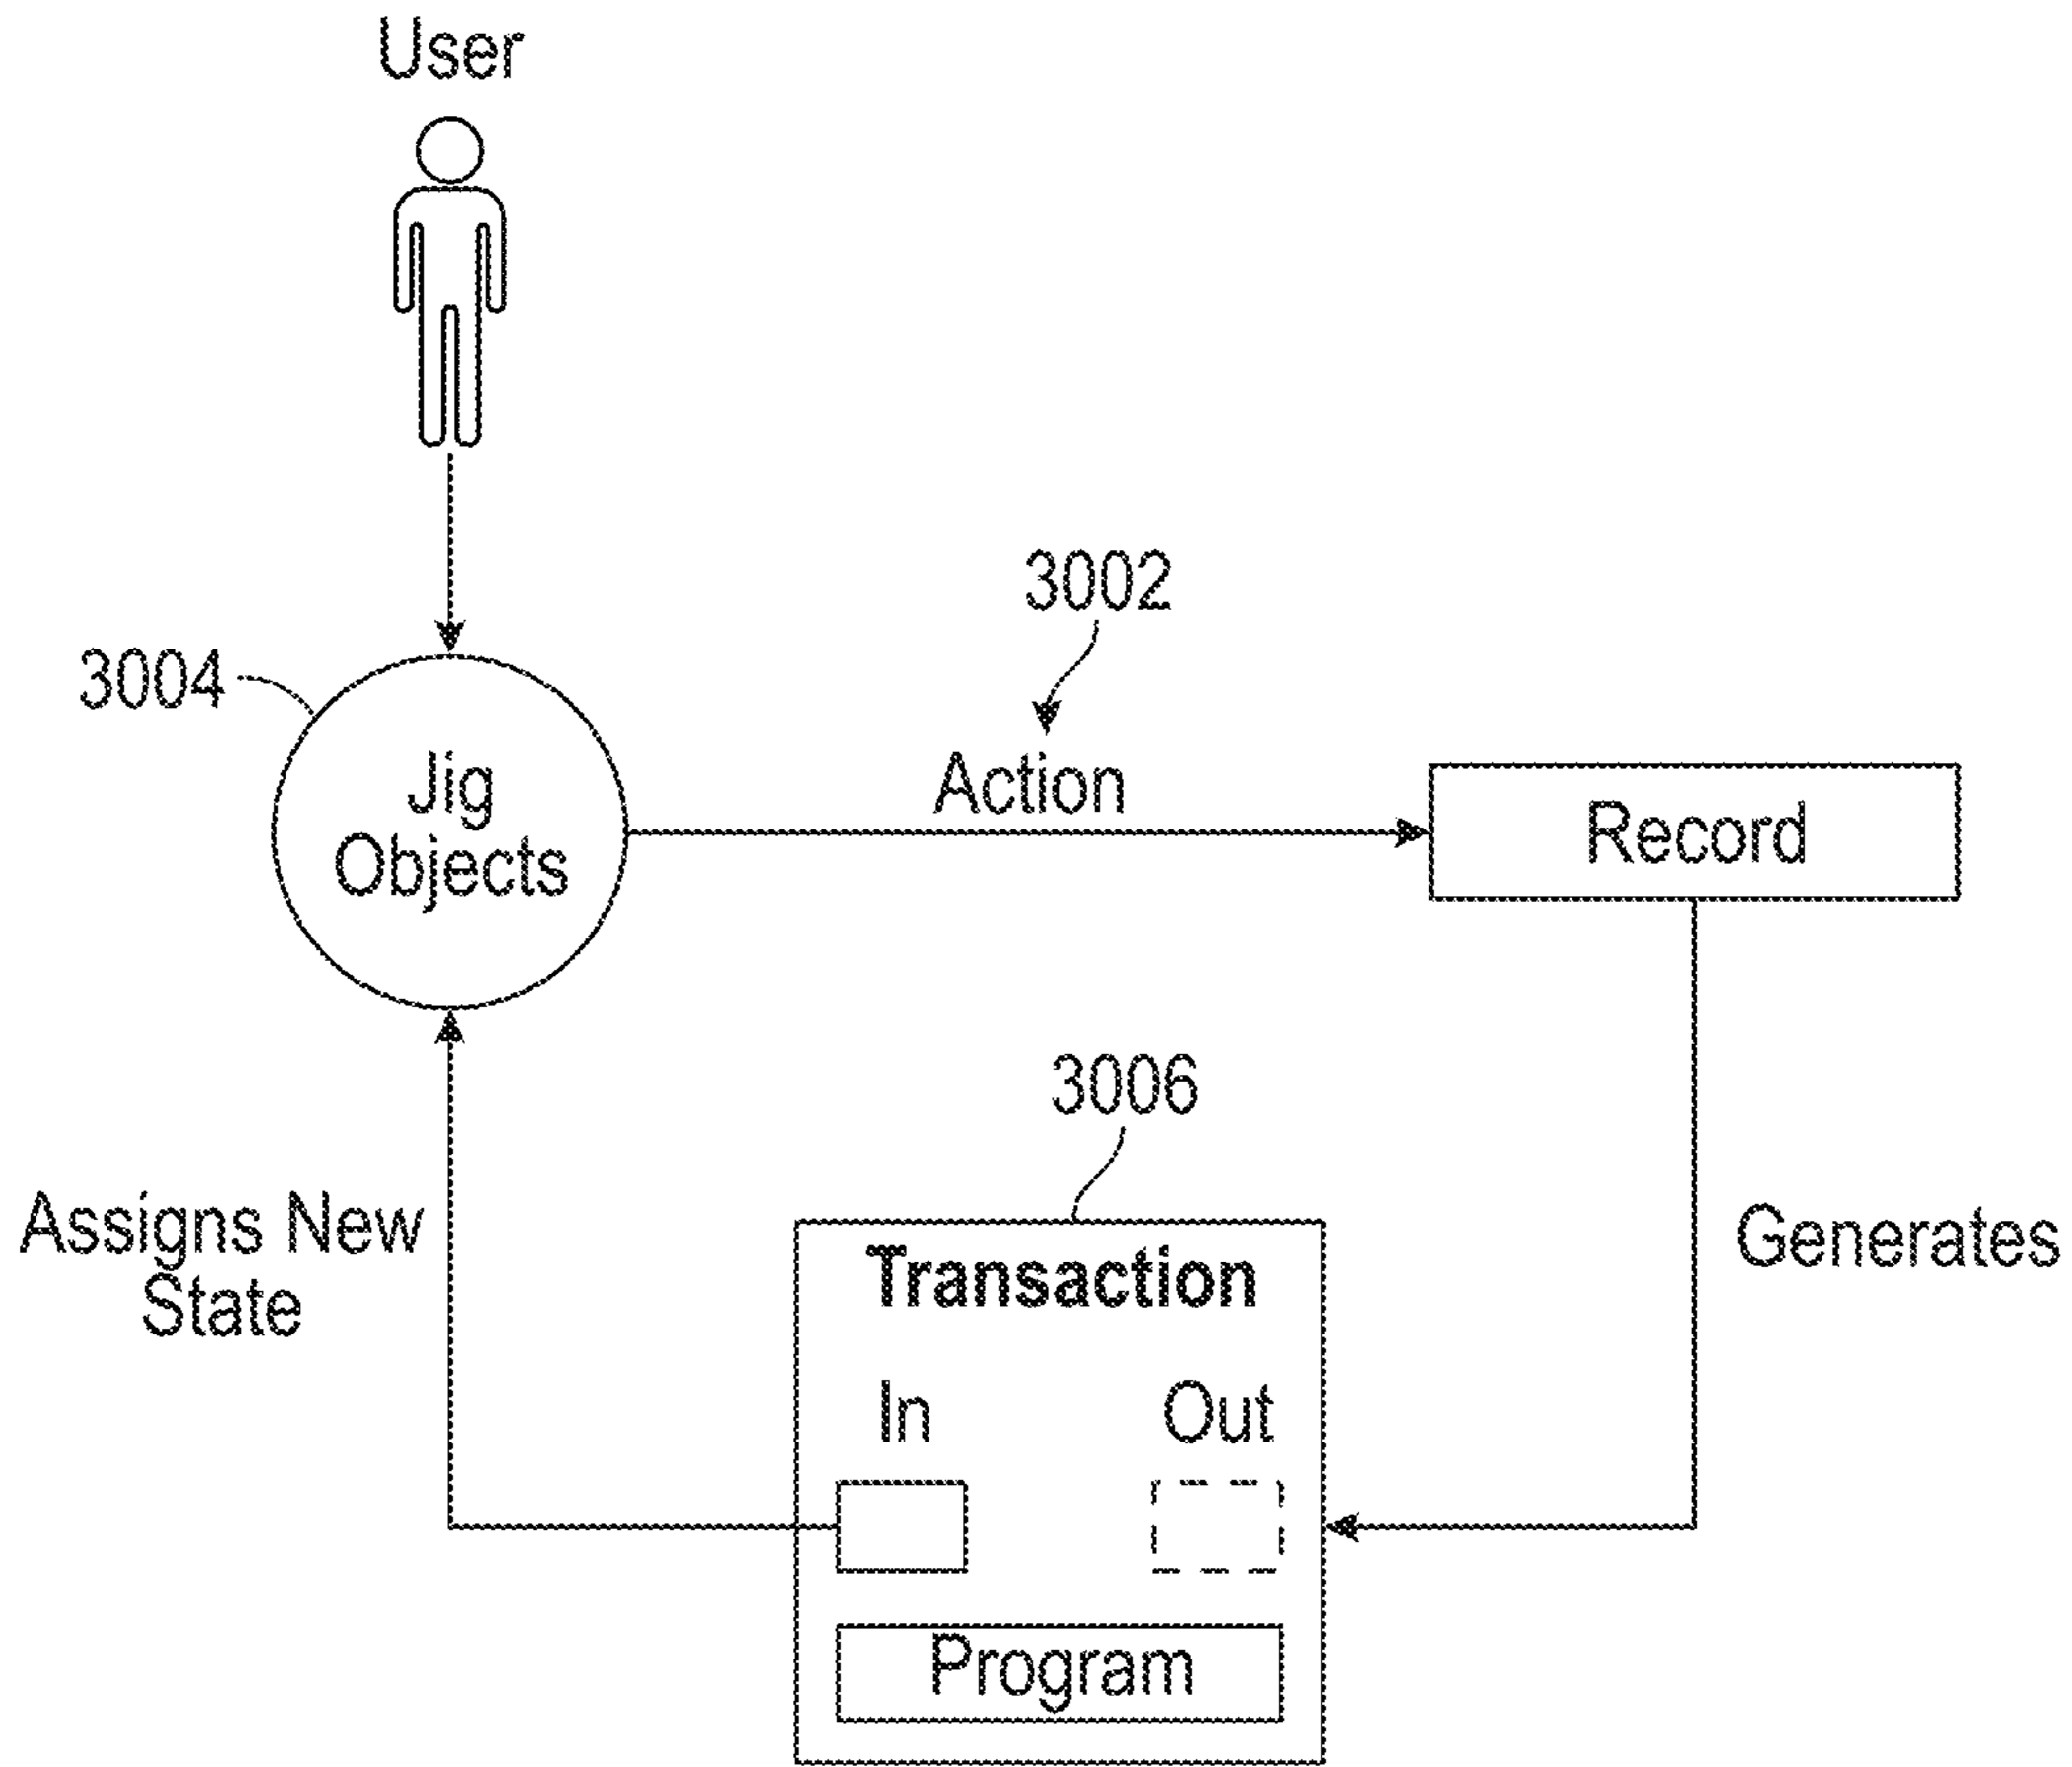 User
3002
3004
Jig
Objects
Action
Record
3006
Assigns New
State
Generates
Transaction
In
Out
Program